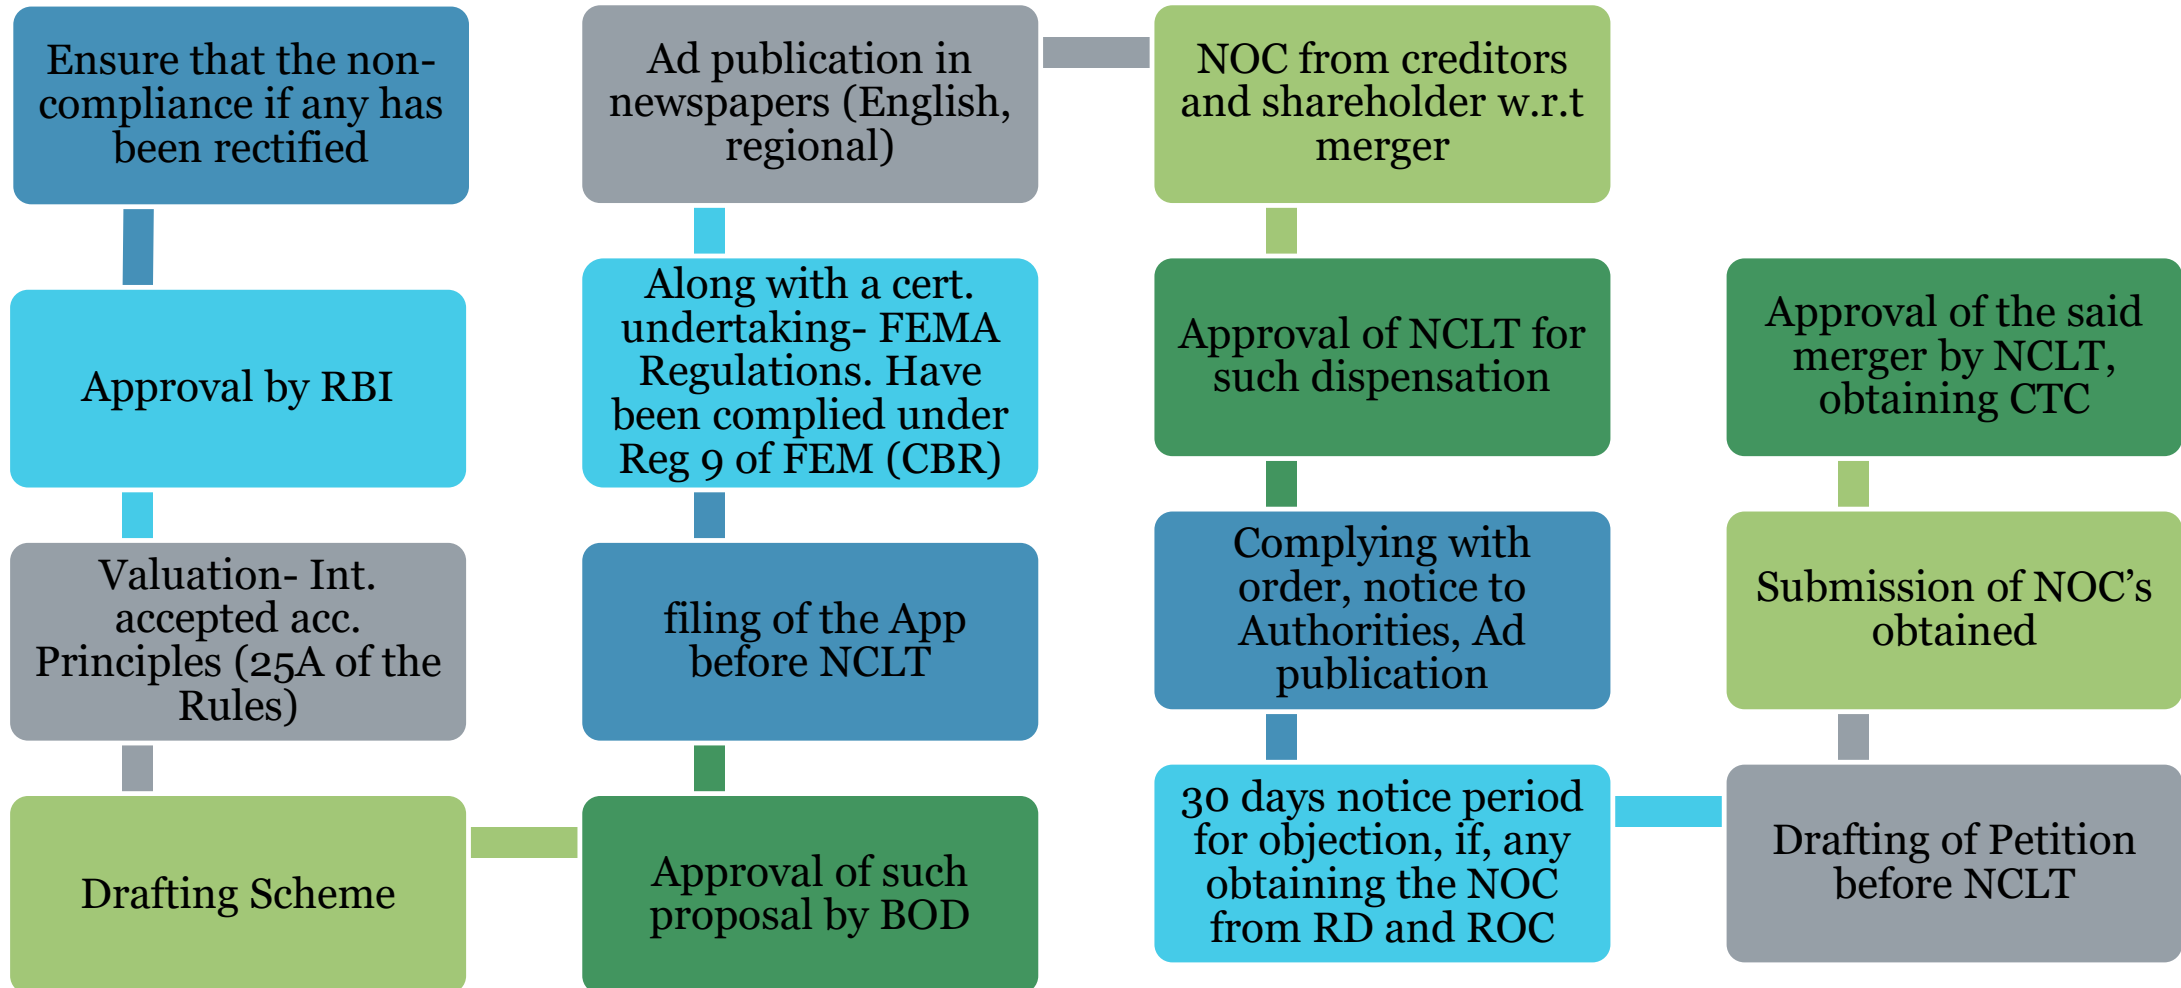 Ensure that the non-
compliance if any has
been rectified
Approval by RBI
Valuation- Int.
accepted acc.
Principles (25A of the
Rules)
Drafting Scheme
Approval of such
proposal by BOD
filing of the App
before NCLT
Along with a cert.
undertaking- FEMA
Regulations. Have
been complied under
Reg 9 of FEM (CBR)
Ad publication in
newspapers (English,
regional)
NOC from creditors
and shareholder w.r.t
merger
Approval of NCLT for
such dispensation
Complying with
order, notice to
Authorities, Ad
publication
30 days notice period
for objection, if, any
obtaining the NOC
from RD and ROC
Drafting of Petition
before NCLT
Submission of NOC’s
obtained
Approval of the said
merger by NCLT,
obtaining CTC